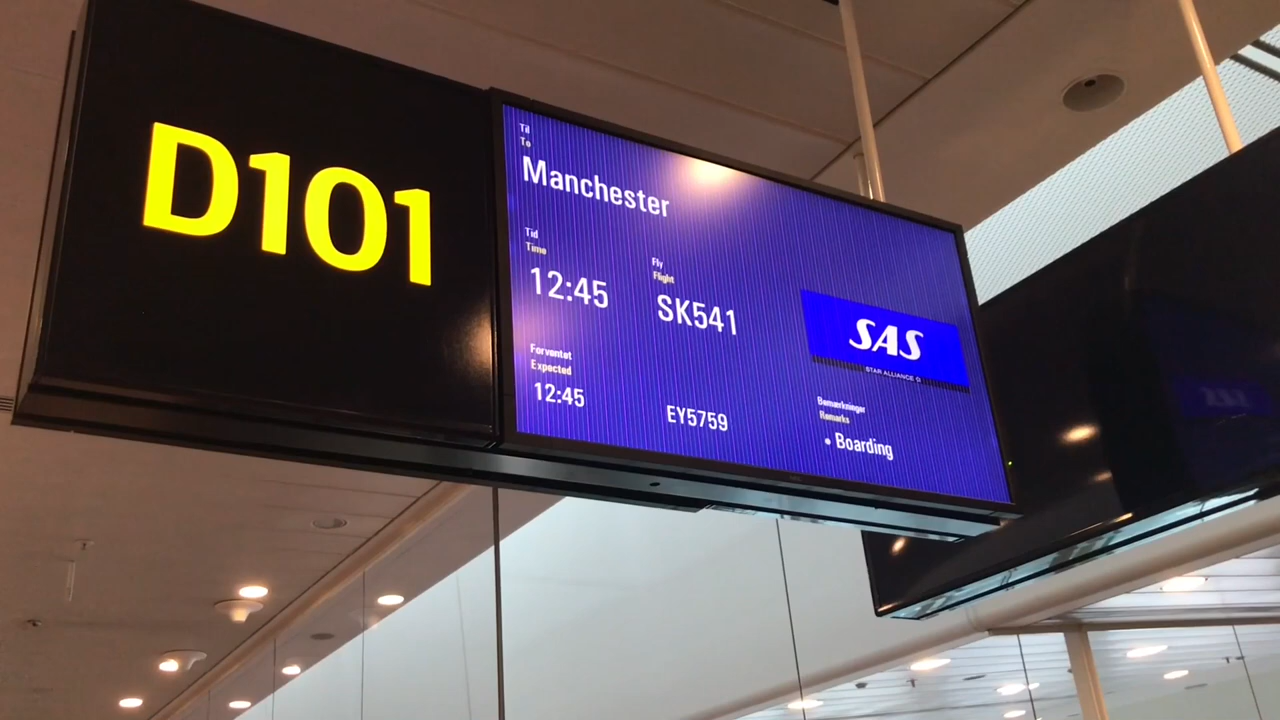 D101
Til
To
Manchester
Tid
Time
12:45
Fly
Flight
SK541
SAS
STAR ALLIANCE
Forventet
Expected
12:45
EY5759
Bemærkninger
Remarks
• Boarding